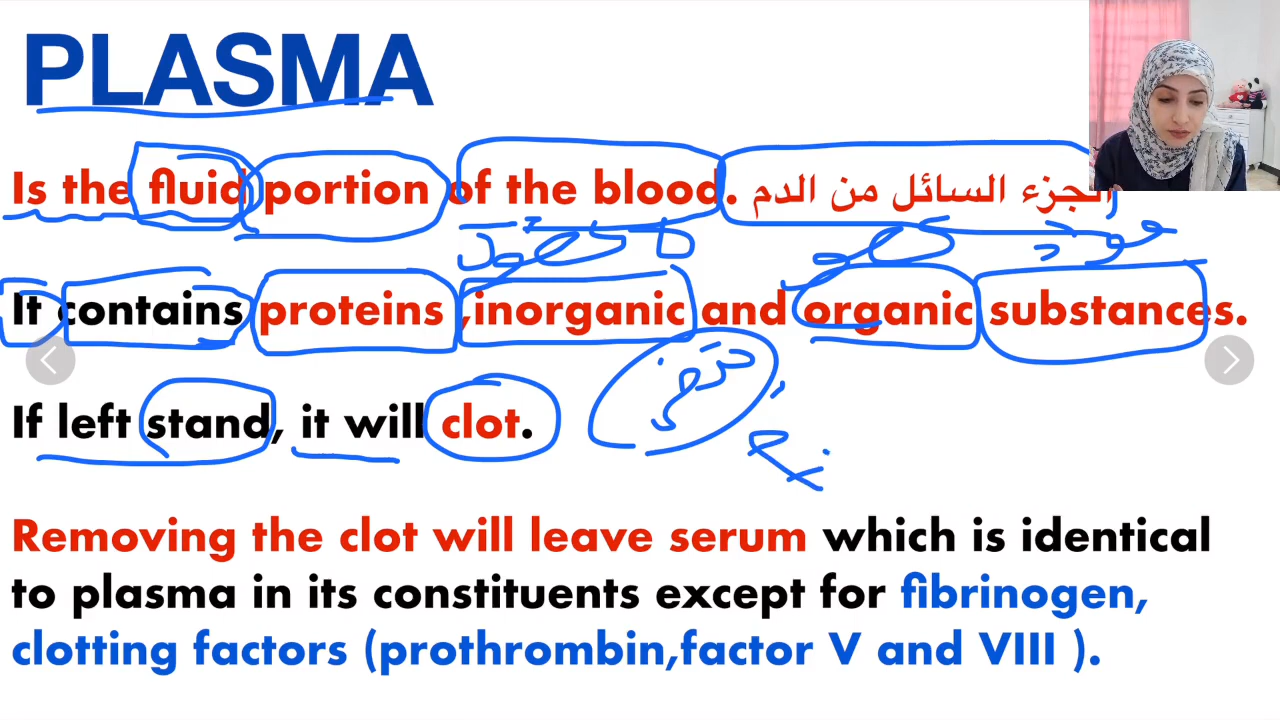 PLASMA
Is the fluid portion of the blood. الجزء السائل من الدم
It contains proteins ,inorganic and organic substances.
If left stand, it will clot.
Removing the clot will leave serum which is identical
to plasma in its constituents except for fibrinogen,
clotting factors (prothrombin,factor V and VIII ).